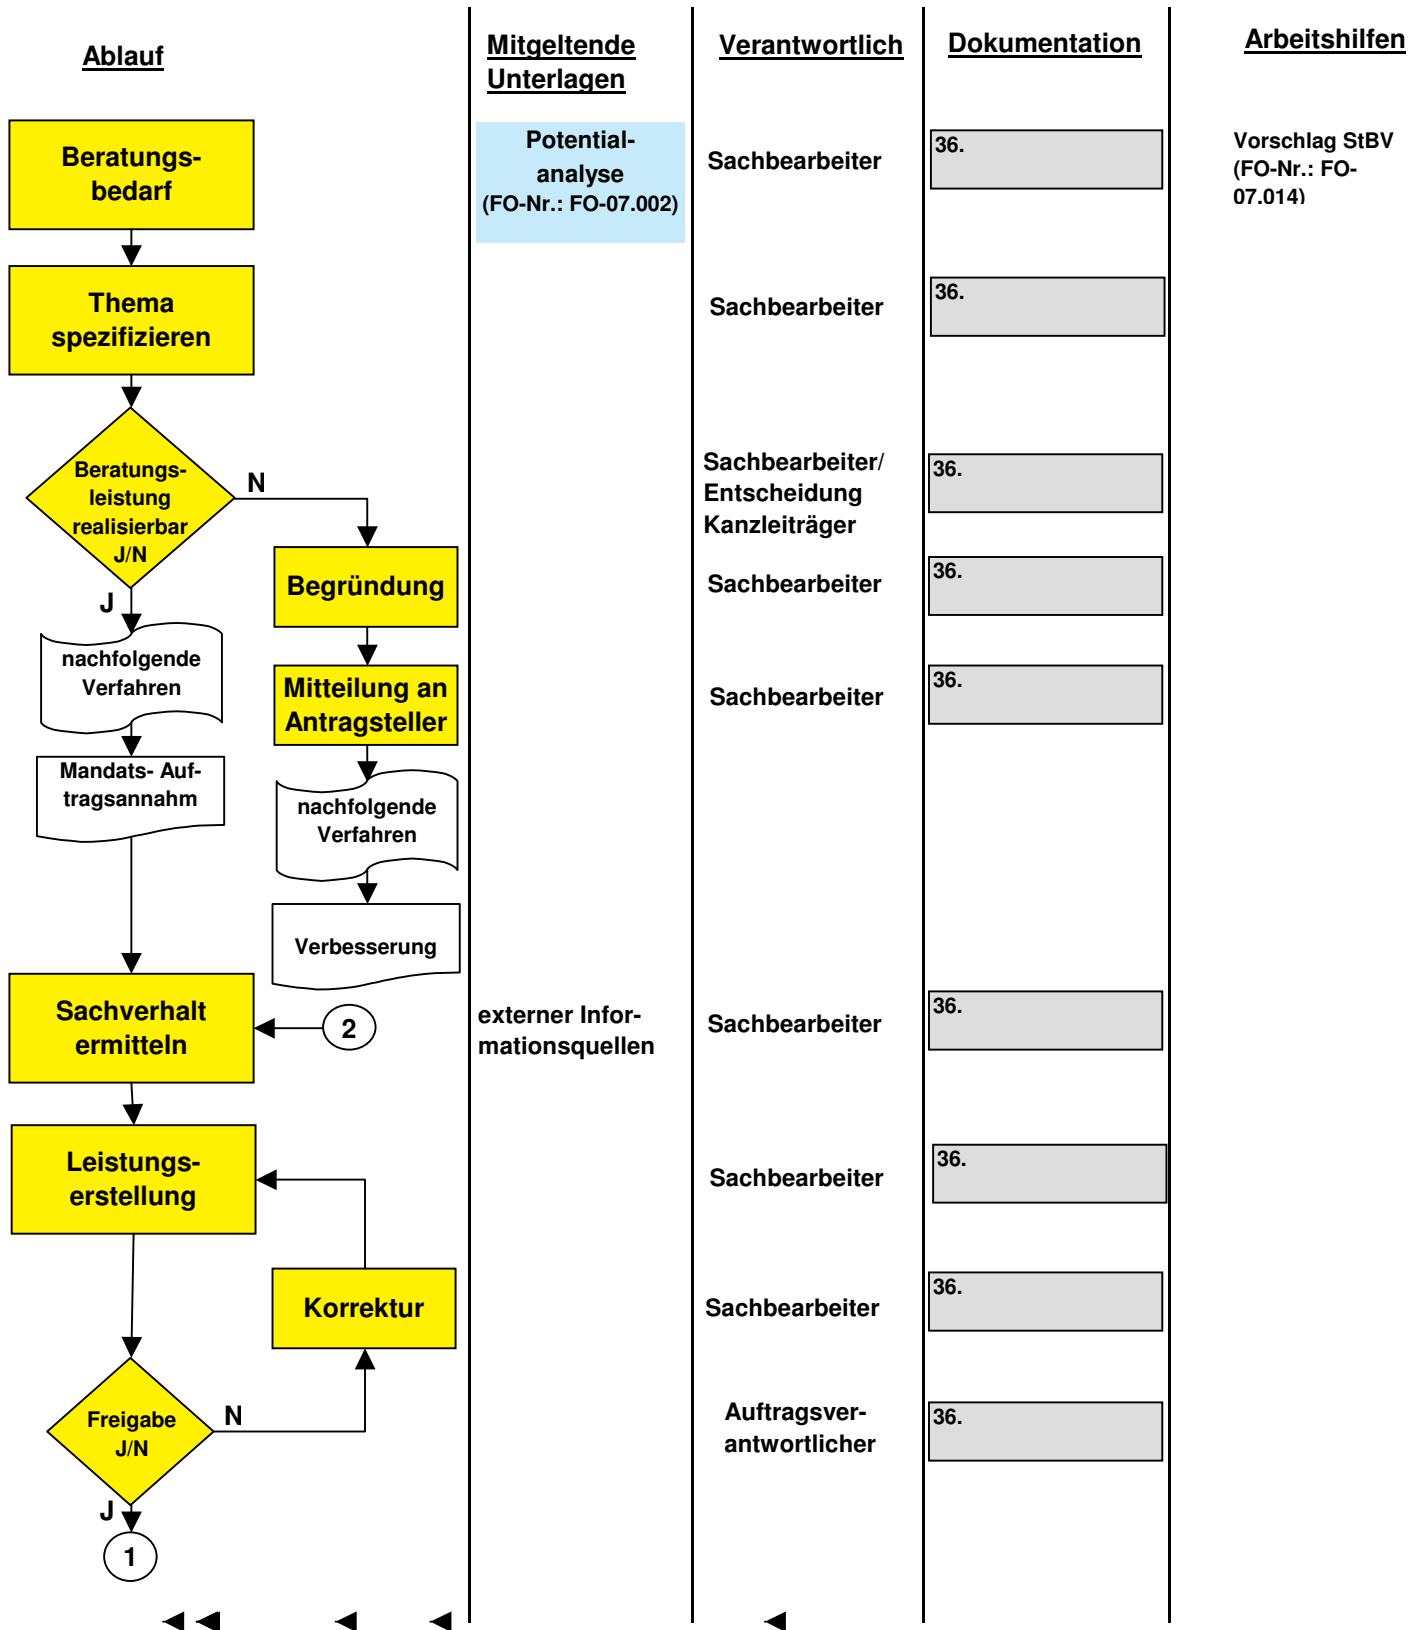 Ablauf
Mitgeltende
Unterlagen
Verantwortlich
Dokumentation
Arbeitshilfen
Beratungs-
bedarf
Potential-
analyse
(FO-Nr.: FO-07.002)
Sachbearbeiter
36.
Vorschlag StBV
(FO-Nr.: FO-
07.014)
Thema
spezifizieren
Sachbearbeiter
36.
Beratungs-
leistung
realisierbar
J/N
N
J
Sachbearbeiter/
Entscheidung
Kanzleiträger
36.
Begründung
Sachbearbeiter
36.
nachfolgende
Verfahren
Mitteilung an
Antragsteller
Sachbearbeiter
36.
Mandats- Auf-
tragsannahm
nachfolgende
Verfahren
Verbesserung
Sachverhalt
ermitteln
2
externer Infor-
mationsquellen
Sachbearbeiter
36.
Leistungs-
erstellung
Sachbearbeiter
36.
Korrektur
Sachbearbeiter
36.
Freigabe
J/N
N
J
Auftragsver-
antwortlicher
36.
1